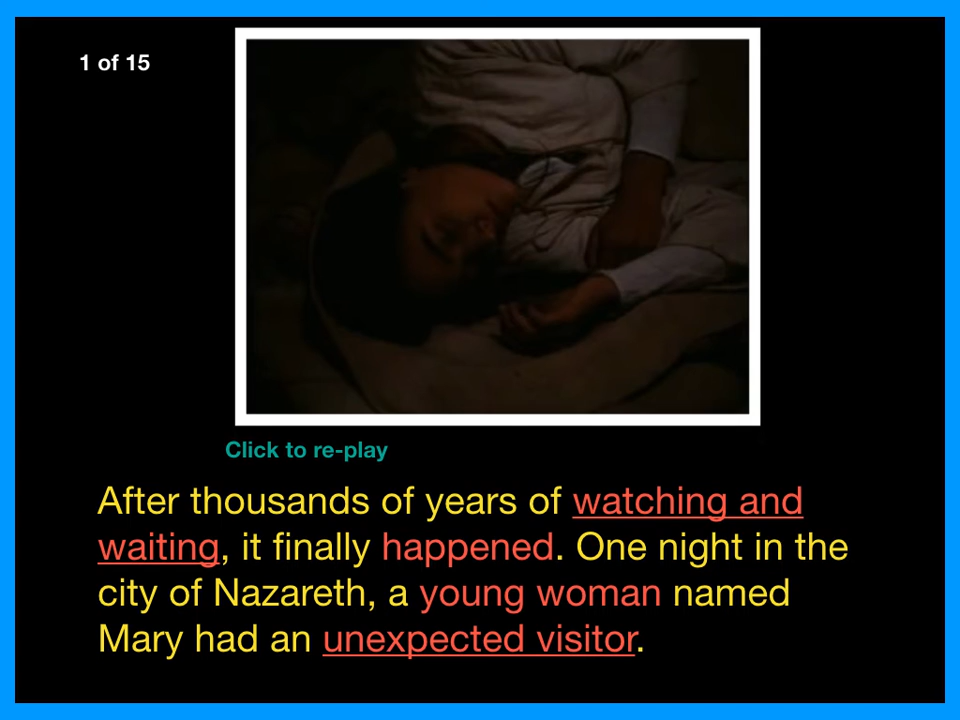 1 of 15
Click to re-play
After thousands of years of watching and
waiting, it finally happened. One night in the
city of Nazareth, a young woman named
Mary had an unexpected visitor.